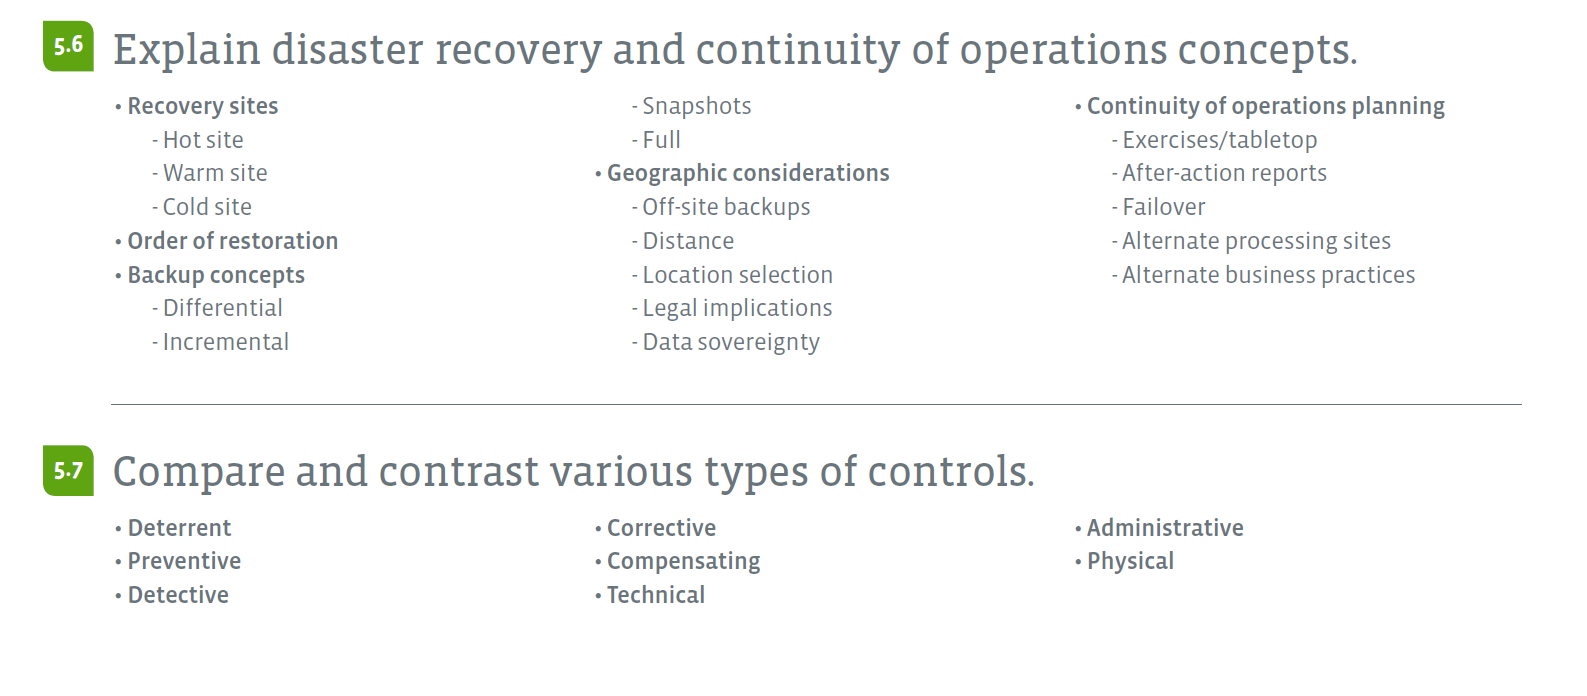 5.6
Explain disaster recovery and continuity of operations concepts.
• Recovery sites
- Hot site
- Warm site
- Cold site
• Order of restoration
• Backup concepts
- Differential
- Incremental
- Snapshots
- Full
• Geographic considerations
- Off-site backups
- Distance
- Location selection
- Legal implications
- Data sovereignty
• Continuity of operations planning
- Exercises/tabletop
- After-action reports
- Failover
- Alternate processing sites
- Alternate business practices
5.7
Compare and contrast various types of controls.
• Deterrent
• Preventive
• Detective
• Corrective
• Compensating
• Technical
• Administrative
• Physical